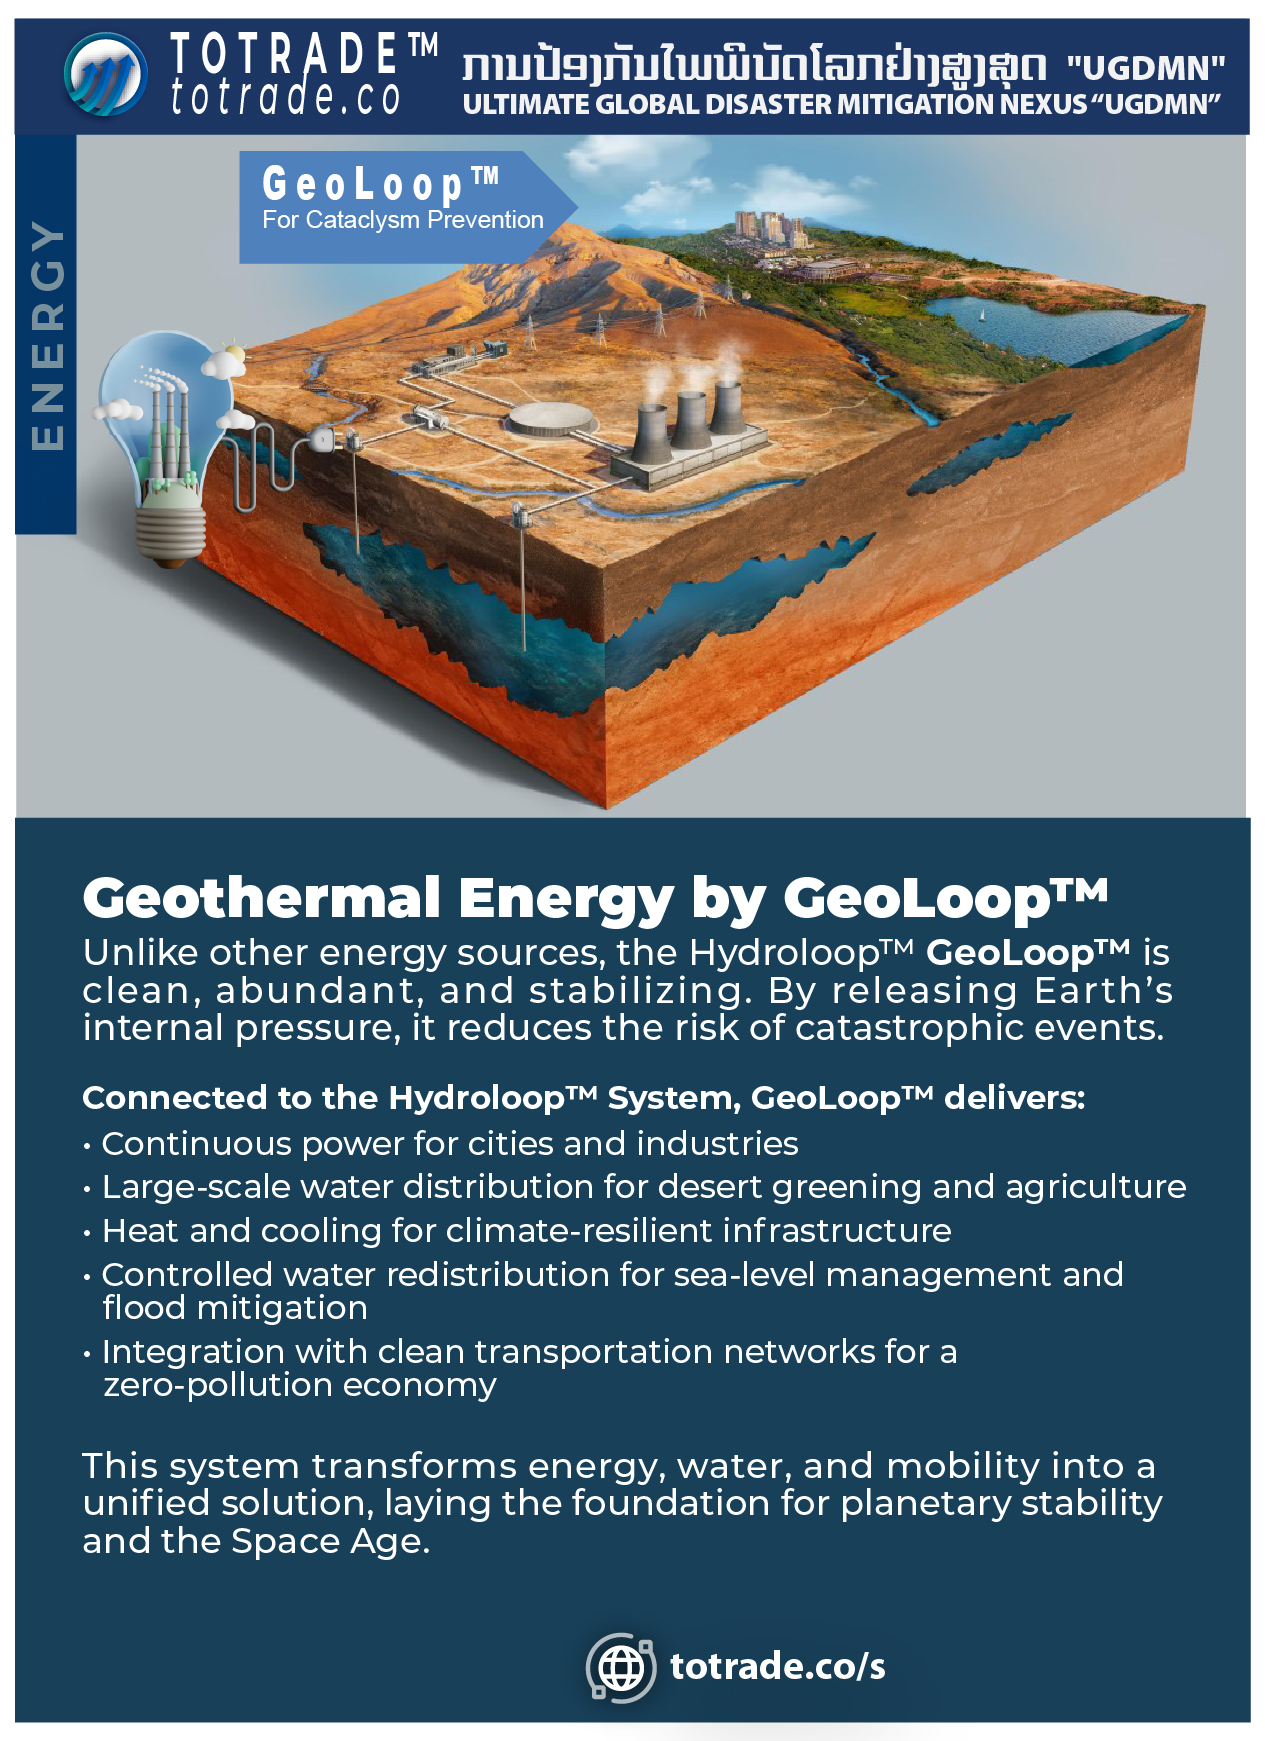 TOTRADE™
totrade.co
ການປ້ອງກັນໄພພິບັດໂລກຢ່າງສູງສຸດ "UGDMN"
ULTIMATE GLOBAL DISASTER MITIGATION NEXUS “UGDMN”
GeoLoop™
For Cataclysm Prevention
ENERGY
Geothermal Energy by GeoLoop™
Unlike other energy sources, the Hydroloop™ GeoLoop™ is
clean, abundant, and stabilizing. By releasing Earth’s
internal pressure, it reduces the risk of catastrophic events.
Connected to the Hydroloop™ System, GeoLoop™ delivers:
• Continuous power for cities and industries
• Large-scale water distribution for desert greening and agriculture
• Heat and cooling for climate-resilient infrastructure
• Controlled water redistribution for sea-level management and
flood mitigation
• Integration with clean transportation networks for a
zero-pollution economy
This system transforms energy, water, and mobility into a
unified solution, laying the foundation for planetary stability
and the Space Age.
totrade.co/s